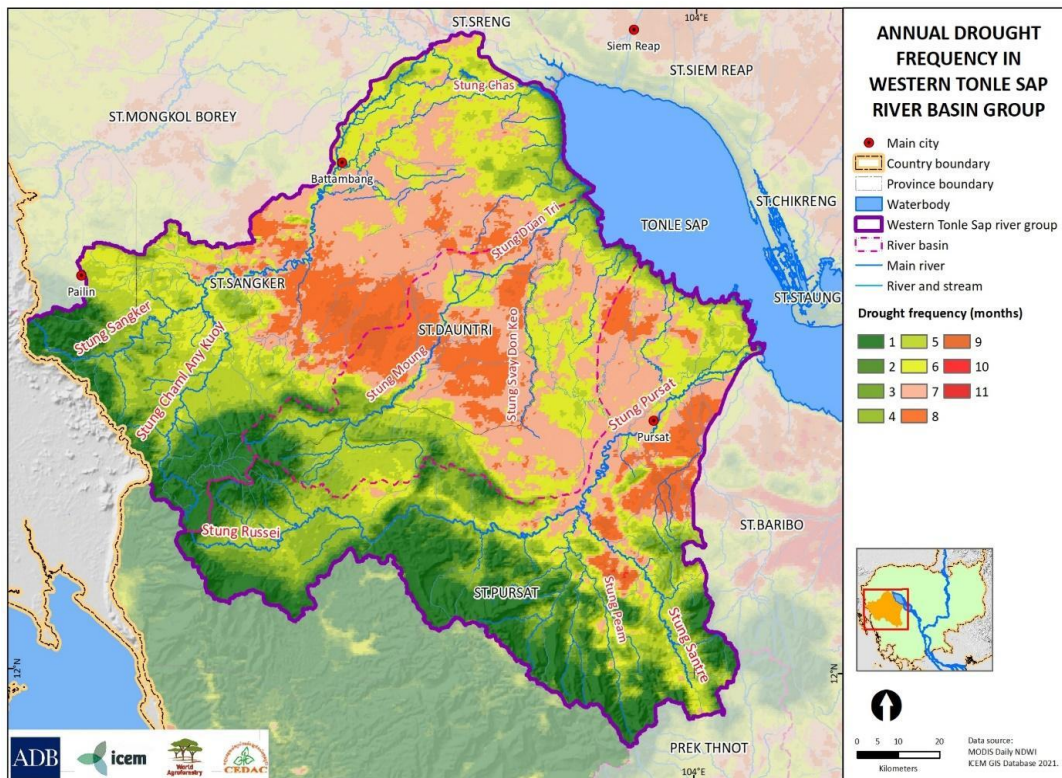 ST.SRENG
104°E
Siem Reap
ST.SIEM REAP
ST.MONGKOL BOREY
Stung Chas
Battambang
ST.CHIKRENG
TONLE SAP
Stung Duan Tri
Pailin
ST.SANGKER
ST.STAUNG
Stung Sangker
Stung Chaml Any Kuoy
ST.DAUNTRI
Stung Moung
Stung Svay Don Keo
Stung Pursat
Pursat
Stung Russei
ST.BARIBO
ST.PURSAT
Stung Peam
Stung Santre
12°N
12°N
PREK THNOT
104°E
ADB
icem
World
Agroforestry
CEDAC
ANNUAL DROUGHT
FREQUENCY IN
WESTERN TONLE SAP
RIVER BASIN GROUP
Main city
Country boundary
Province boundary
Waterbody
Western Tonle Sap river group
River basin
Main river
River and stream
Drought frequency (months)
1 5 9
2 6 10
3 7 11
4 8
0 5 10 20
Kilometers
Data source:
MODIS Daily NDWI
ICEM GIS Database 2021.